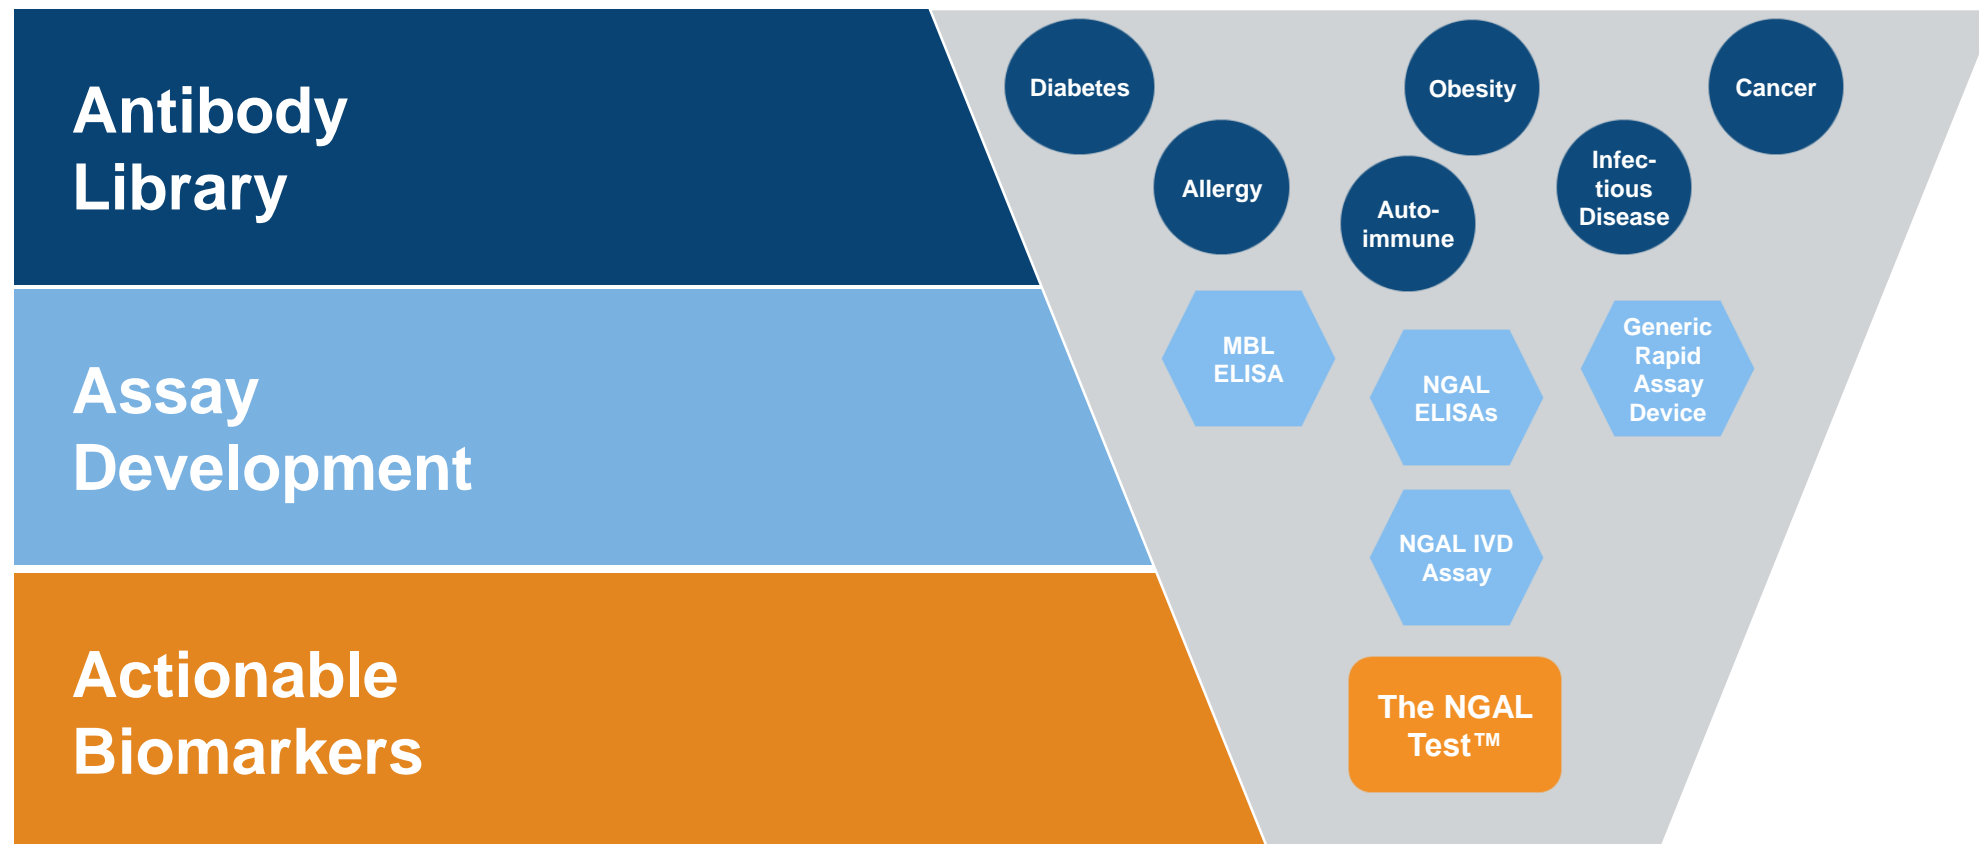 Antibody
Library
Diabetes
Obesity
Cancer
Allergy
Auto-
immune
Infec-
tious
Disease
Assay
Development
MBL
ELISA
NGAL
ELISAs
Generic
Rapid
Assay
Device
NGAL IVD
Assay
Actionable
Biomarkers
The NGAL
Test™